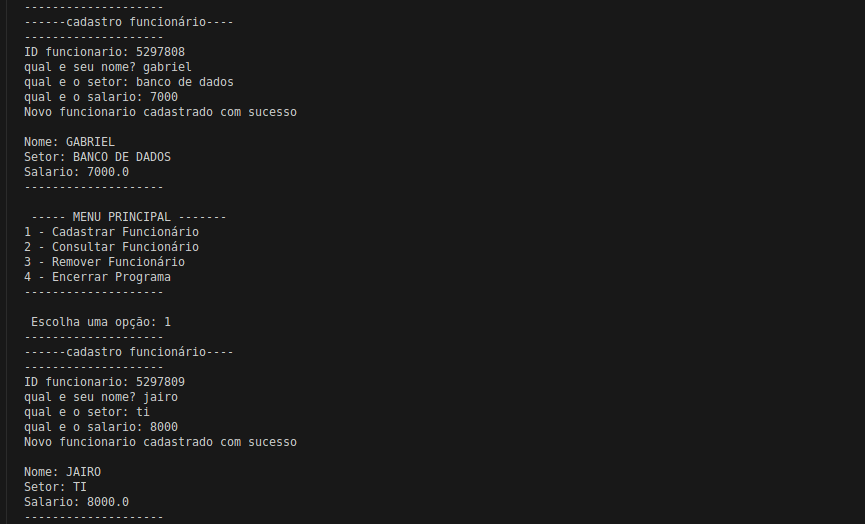 --------------------
------cadastro funcionário----
--------------------
ID funcionario: 5297808
qual e seu nome? gabriel
qual e o setor: banco de dados
qual e o salario: 7000
Novo funcionario cadastrado com sucesso
Nome: GABRIEL
Setor: BANCO DE DADOS
Salario: 7000.0
--------------------
----- MENU PRINCIPAL -------
1 - Cadastrar Funcionário
2 - Consultar Funcionário
3 - Remover Funcionário
4 - Encerrar Programa
--------------------
Escolha uma opção: 1
--------------------
------cadastro funcionário----
--------------------
ID funcionario: 5297809
qual e seu nome? jairo
qual e o setor: ti
qual e o salario: 8000
Novo funcionario cadastrado com sucesso
Nome: JAIRO
Setor: TI
Salario: 8000.0
--------------------